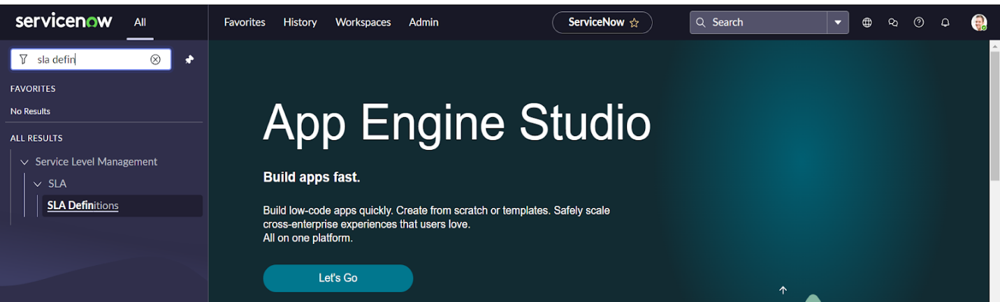 servicenow All Favorites History Workspaces Admin ServiceNow Search
sla defin
FAVORITES
No Results
ALL RESULTS
Service Level Management
SLA
SLA Definitions
App Engine Studio
Build apps fast.
Build low-code apps quickly. Create from scratch or templates. Safely scale
cross-enterprise experiences that users love.
All on one platform.
Let's Go